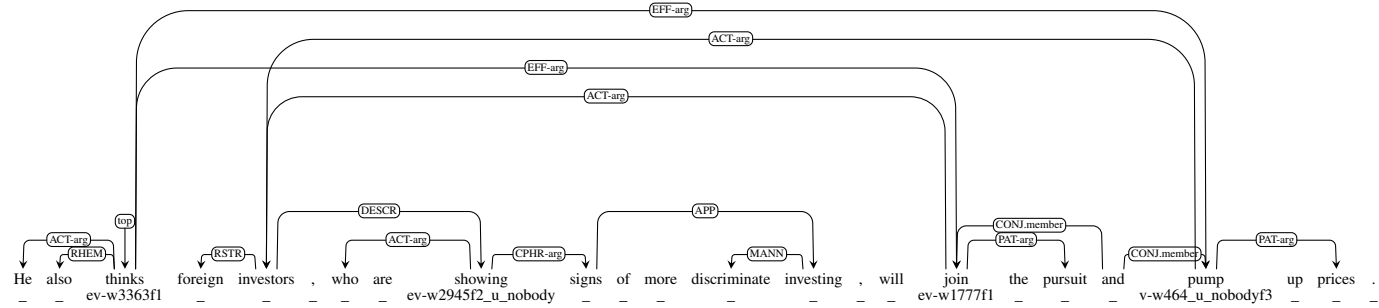 EFF-arg
ACT-arg
EFF-arg
ACT-arg
top DESCR APP
CONJ.member
ACT-arg ACT-arg PAT-arg PAT-arg
RHEM RSTR CPHR-arg MANN CONJ.member
He also thinks foreign investors , who are showing signs of more discriminate investing , will join the pursuit and pump up prices .
_ _ ev-w3363f1 _ _ _ _ _ ev-w2945f2_u_nobody _ _ _ _ _ _ _ ev-w1777f1 _ _ _ v-w464_u_nobodyf3 _ _ _